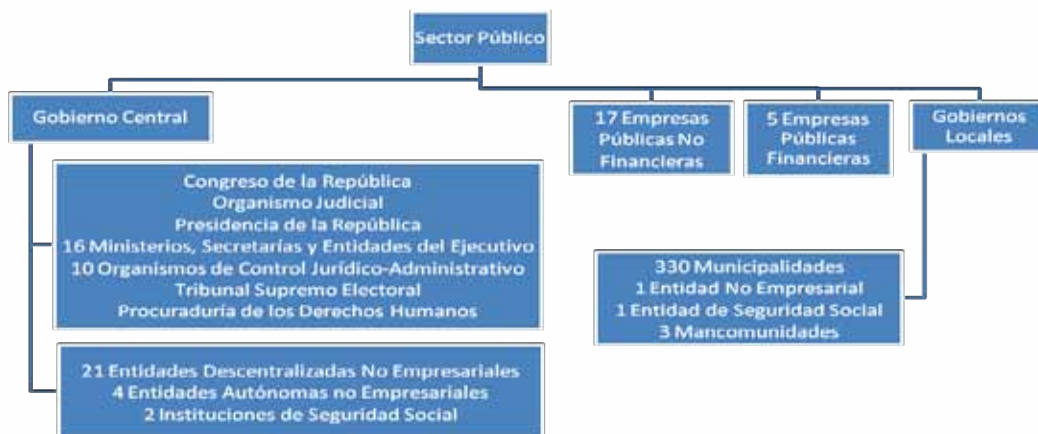 Sector Público
Gobierno Central
17 Empresas
Públicas No
Financieras
5 Empresas
Públicas
Financieras
Gobiernos
Locales
Congreso de la República
Organismo Judicial
Presidencia de la República
16 Ministerios, Secretarías y Entidades del Ejecutivo
10 Organismos de Control Jurídico-Administrativo
Tribunal Supremo Electoral
Procuraduría de los Derechos Humanos
330 Municipalidades
1 Entidad No Empresarial
1 Entidad de Seguridad Social
3 Mancomunidades
21 Entidades Descentralizadas No Empresariales
4 Entidades Autónomas no Empresariales
2 Instituciones de Seguridad Social